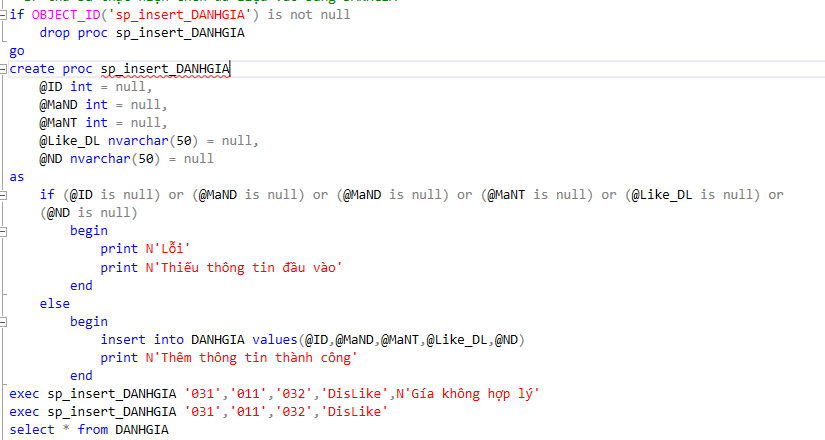 if OBJECT_ID('sp_insert_DANHGIA') is not null
drop proc sp_insert_DANHGIA
go
create proc sp_insert_DANHGIA
@ID int = null,
@MaND int = null,
@MaNT int = null,
@Like_DL nvarchar(50) = null,
@ND nvarchar(50) = null
as
if (@ID is null) or (@MaND is null) or (@MaND is null) or (@MaNT is null) or (@Like_DL is null) or
(@ND is null)
begin
print N'Lỗi'
print N'Thiếu thông tin đầu vào'
end
else
begin
insert into DANHGIA values(@ID,@MaND,@MaNT,@Like_DL,@ND)
print N'Thêm thông tin thành công'
end
exec sp_insert_DANHGIA '031','011','032','DisLike',N'Gía không hợp lý'
exec sp_insert_DANHGIA '031','011','032','DisLike'
select * from DANHGIA